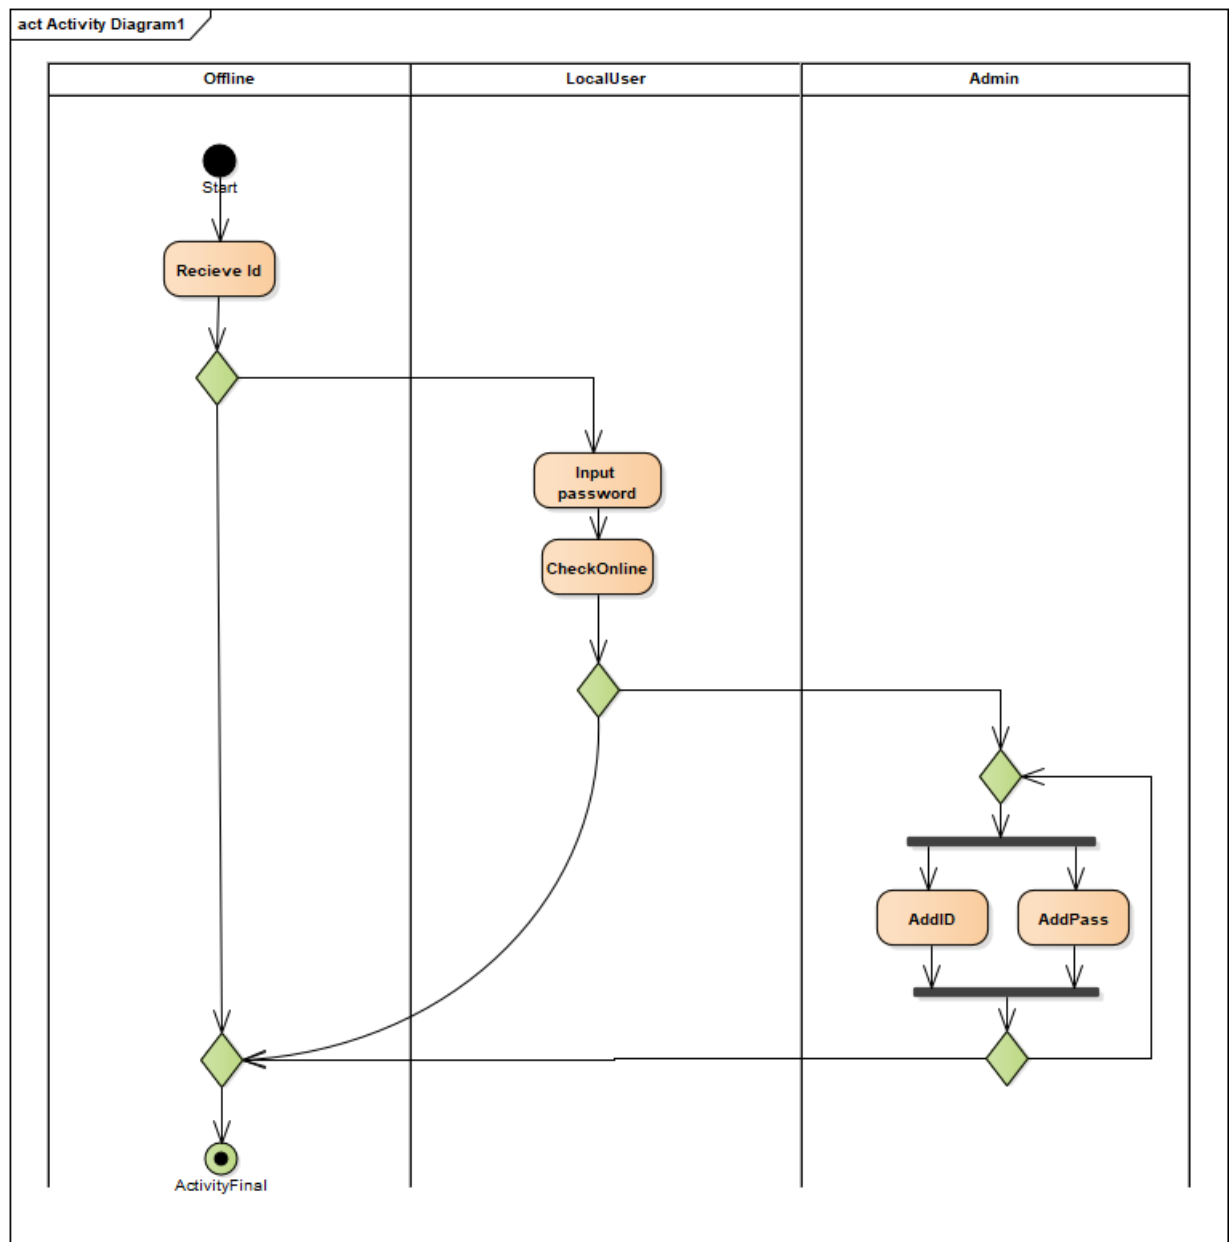 act Activity Diagram1
Offline
LocalUser
Admin
Start
Recieve Id
Input
password
CheckOnline
AddID
AddPass
ActivityFinal